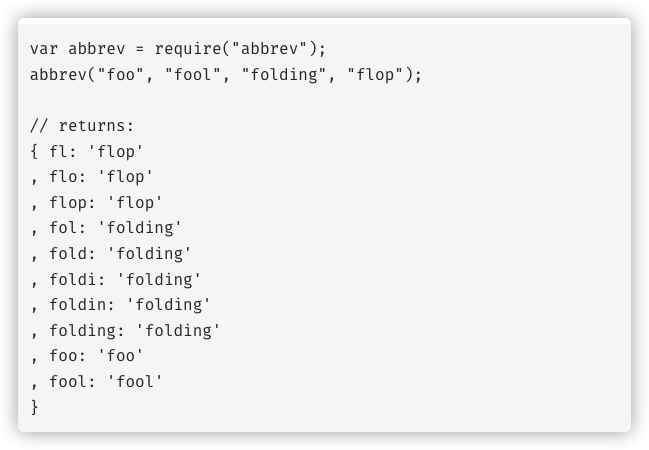 var abbrev = require("abbrev");
abbrev("foo", "fool", "folding", "flop");

// returns:
{ fl: 'flop'
, flo: 'flop'
, flop: 'flop'
, fol: 'folding'
, fold: 'folding'
, foldi: 'folding'
, foldin: 'folding'
, folding: 'folding'
, foo: 'foo'
, fool: 'fool'
}